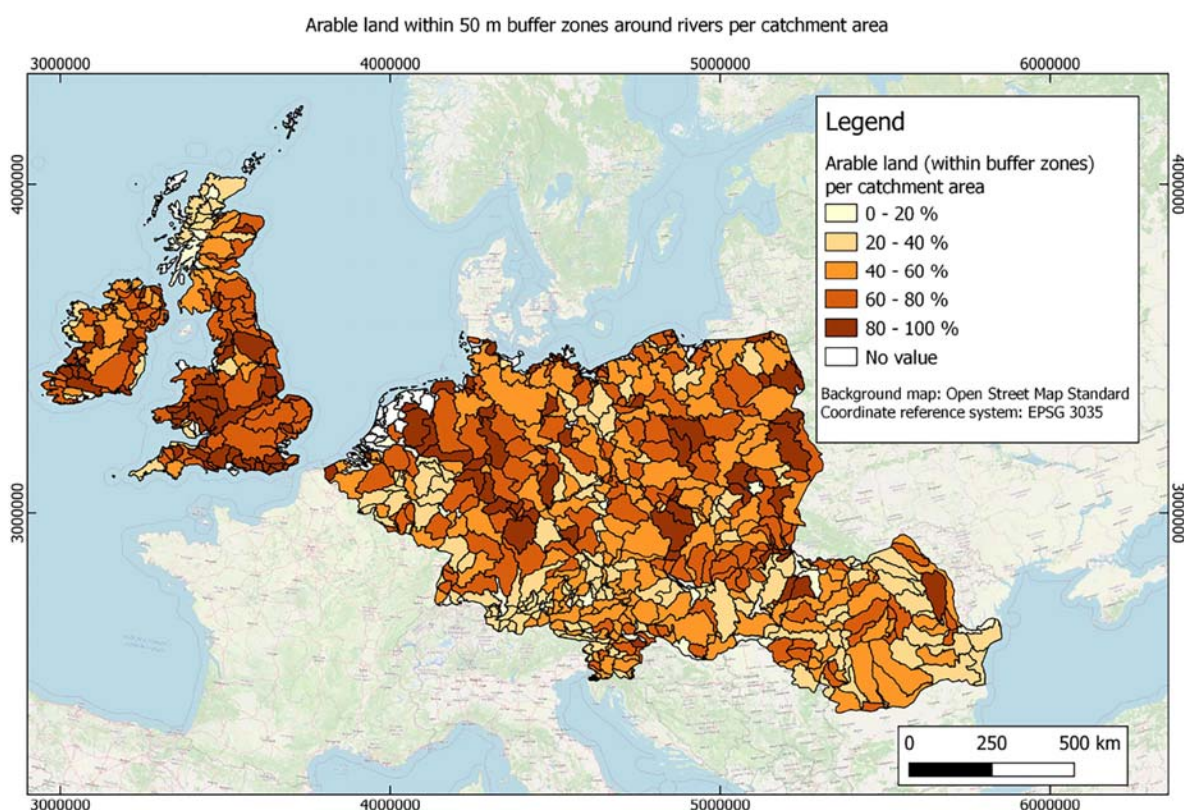 Arable land within 50 m buffer zones around rivers per catchment area
3000000 4000000 5000000 6000000
4000000 4000000
3000000 3000000
Legend
Arable land (within buffer zones)
per catchment area
0 - 20 %
20 - 40 %
40 - 60 %
60 - 80 %
80 - 100 %
No value
Background map: Open Street Map Standard
Coordinate reference system: EPSG 3035
0 250 500 km
3000000 4000000 5000000 6000000